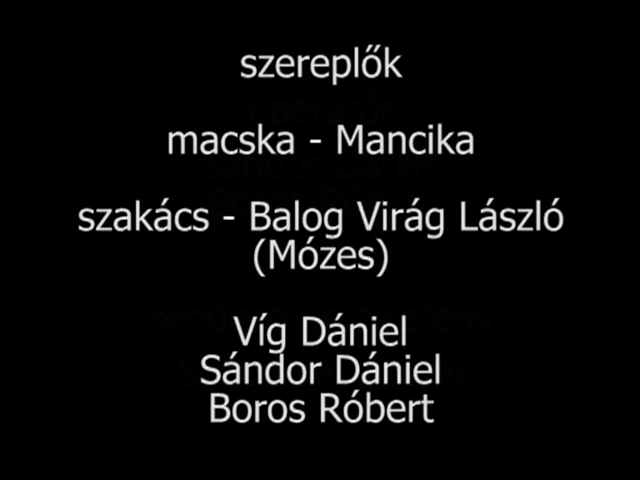 szereplők
macska - Mancika
szakács - Balog Virág László
(Mózes)
Víg Dániel
Sándor Dániel
Boros Róbert